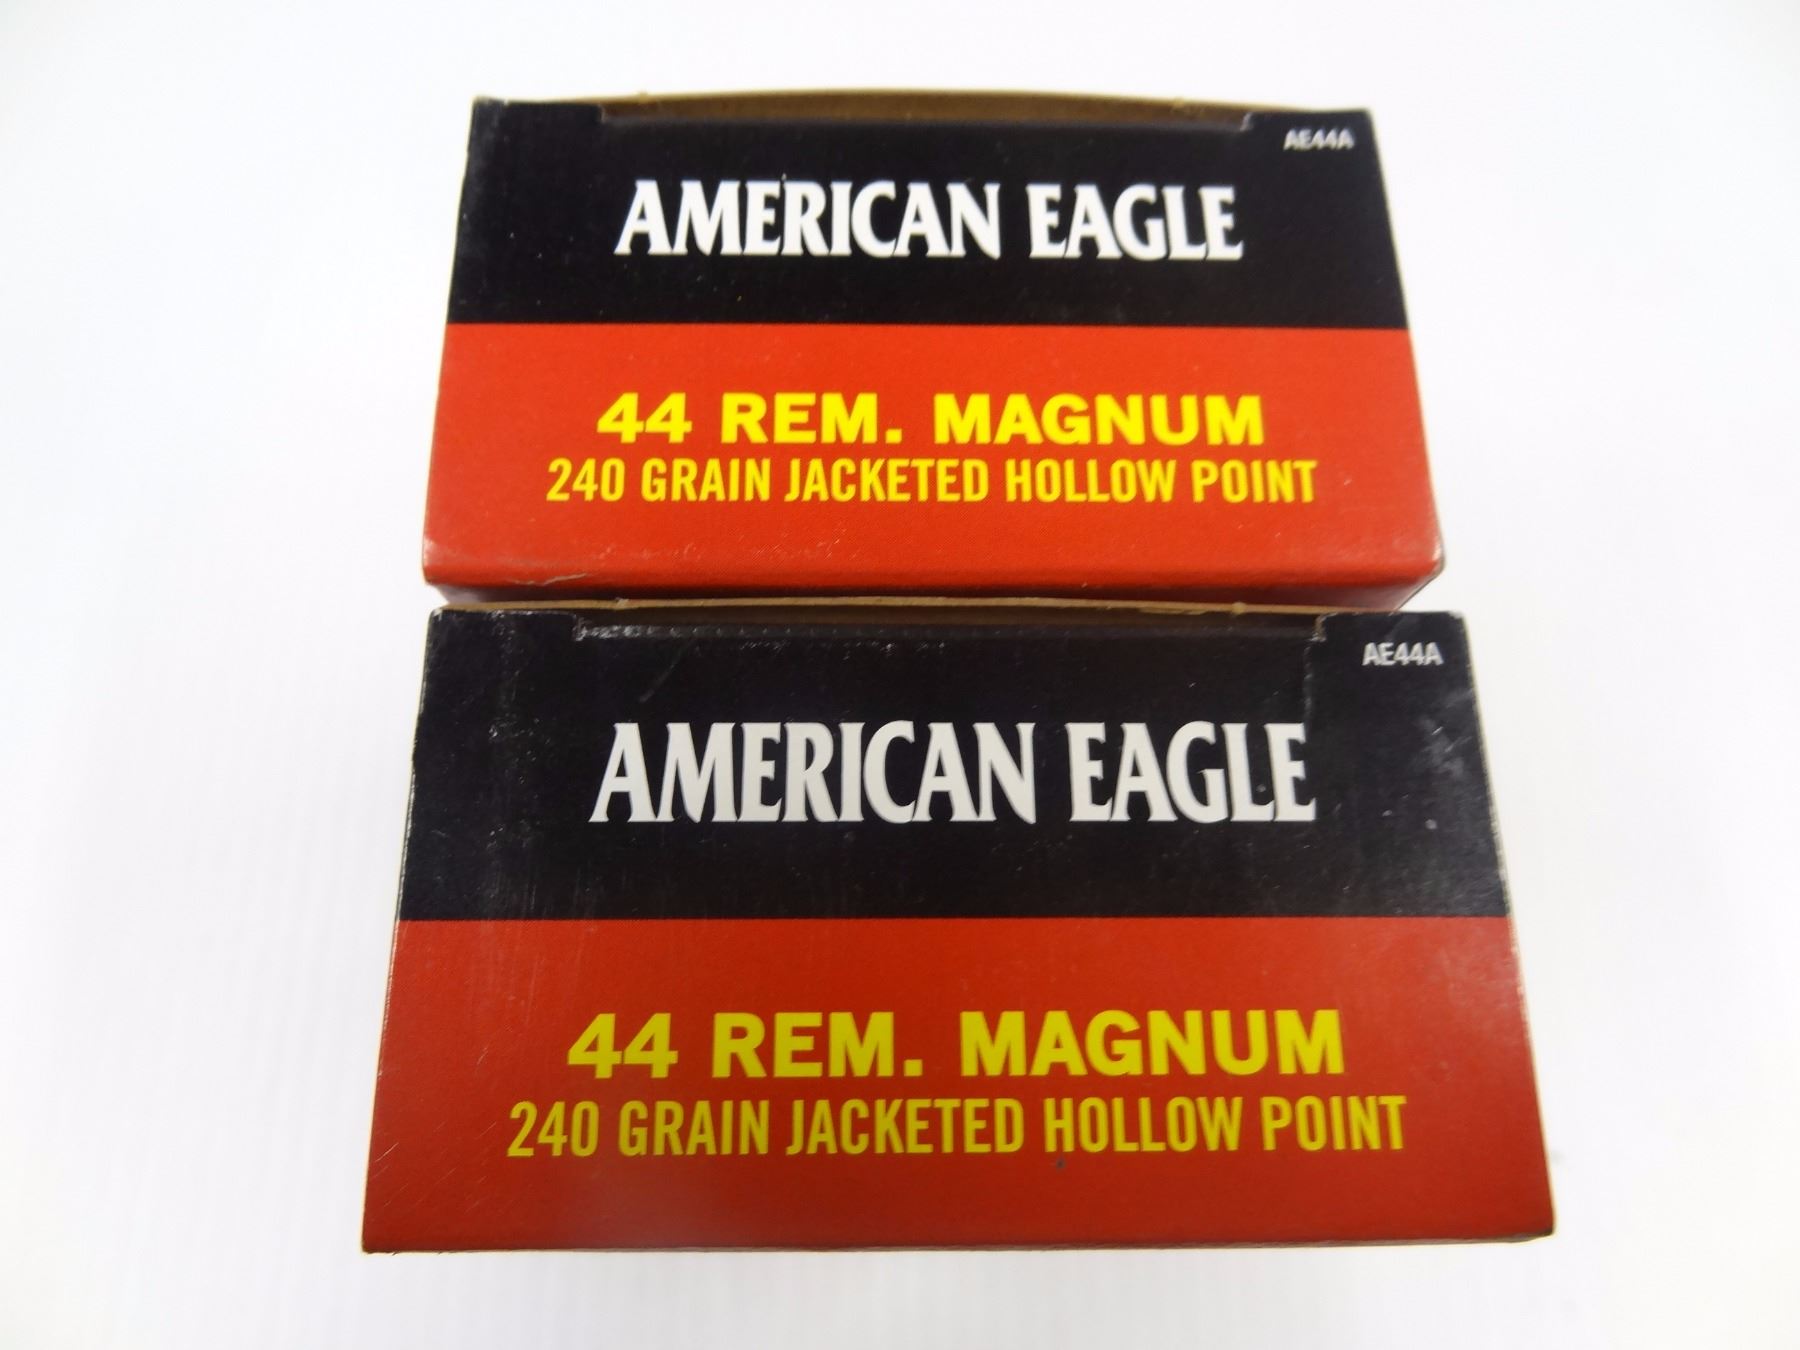 AE44A
AMERICAN EAGLE
44 REM. MAGNUM
240 GRAIN JACKETED HOLLOW POINT
AE44A
AMERICAN EAGLE
44 REM. MAGNUM
240 GRAIN JACKETED HOLLOW POINT